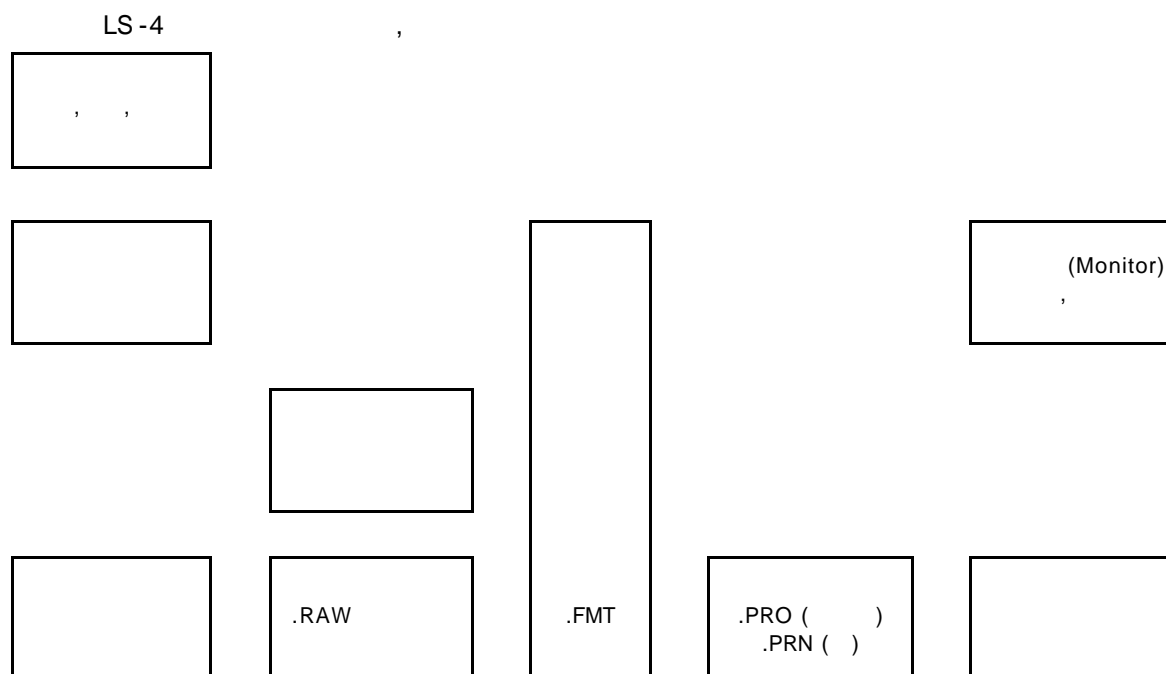 LS-4 ,
, ,
(Monitor)
,
.RAW
.FMT
.PRO ( )
.PRN ( )